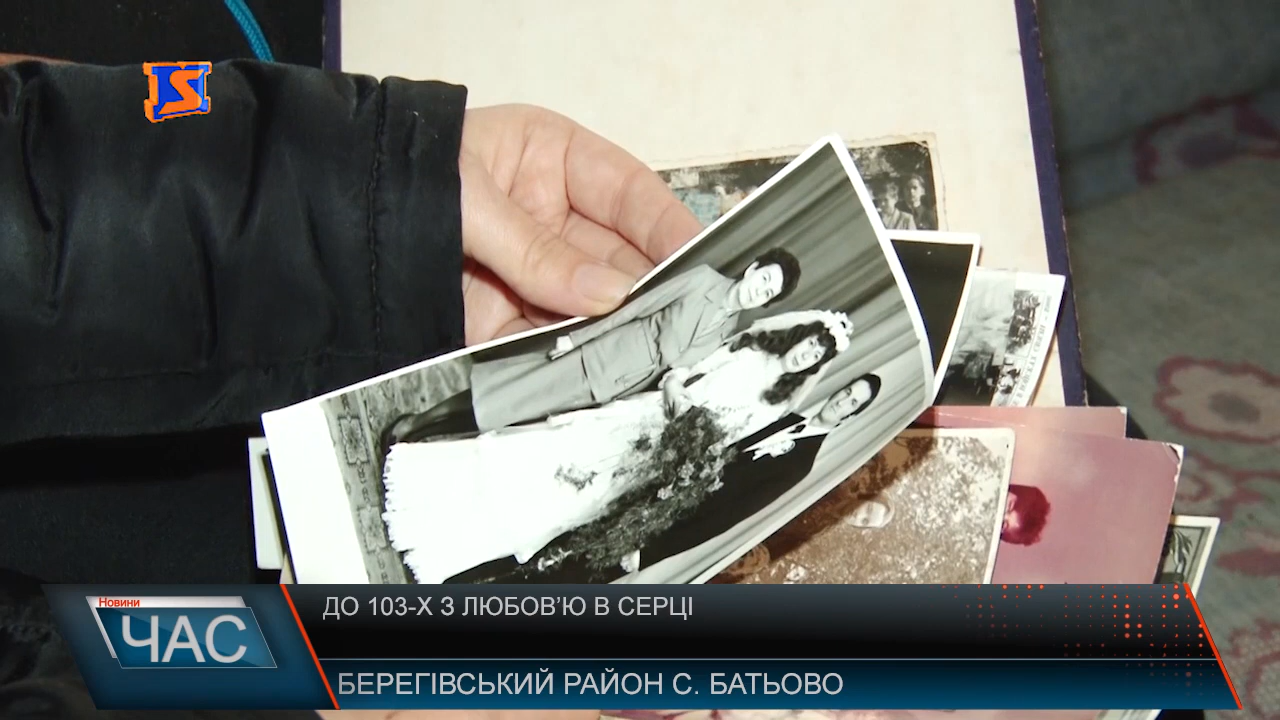 S
ДО 103-Х З ЛЮБОВ’Ю В СЕРЦІ
Новини
ЧАС
БЕРЕГІВСЬКИЙ РАЙОН С. БАТЬОВО